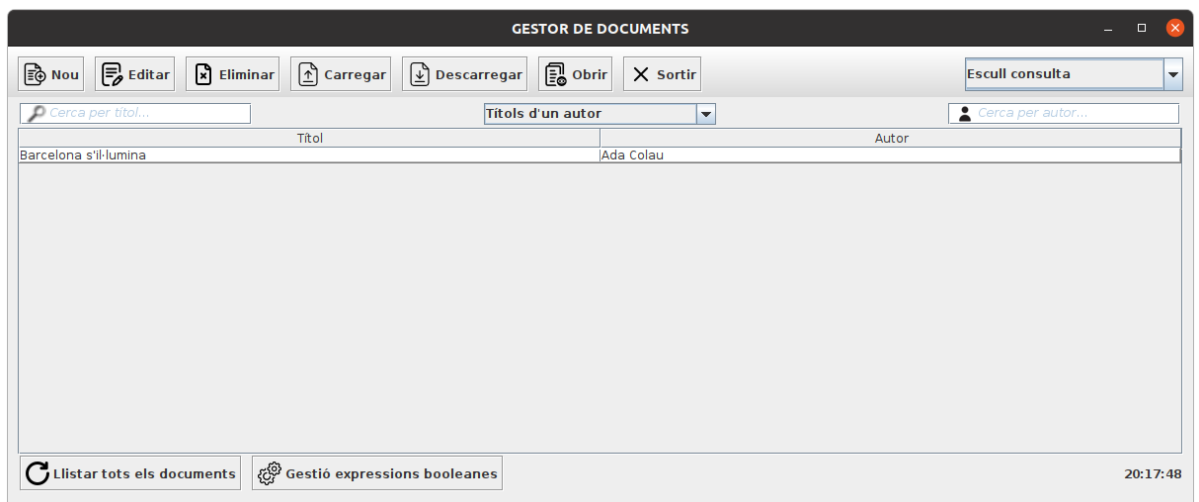 GESTOR DE DOCUMENTS
Nou Editar Eliminar Carregar Descarregar Obrir Sortir Escull consulta
Cerca per títol... Títols d'un autor Cerca per autor...
Títol Autor
Barcelona s'il·lumina Ada Colau
Llistar tots els documents Gestió expressions booleanes 20:17:48